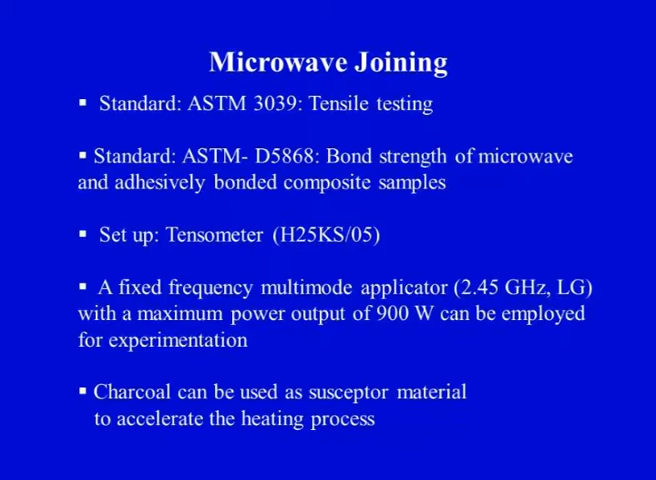 Microwave Joining
▪ Standard: ASTM 3039: Tensile testing
▪ Standard: ASTM- D5868: Bond strength of microwave
and adhesively bonded composite samples
▪ Set up: Tensometer (H25KS/05)
▪ A fixed frequency multimode applicator (2.45 GHz, LG)
with a maximum power output of 900 W can be employed
for experimentation
▪ Charcoal can be used as susceptor material
to accelerate the heating process